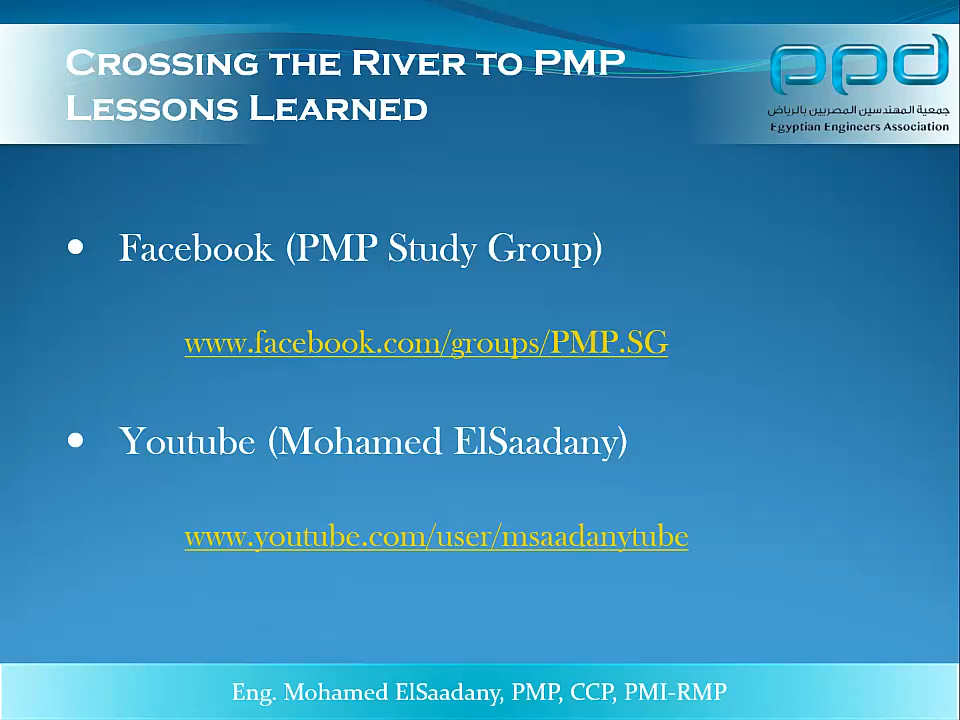 Crossing the River to PMP
Lessons Learned
ppd
جمعية المهندسين المصريين بالرياض
Egyptian Engineers Association
• Facebook (PMP Study Group)
www.facebook.com/groups/PMP.SG
• Youtube (Mohamed ElSaadany)
www.youtube.com/user/msaadanytube
Eng. Mohamed ElSaadany, PMP, CCP, PMI-RMP